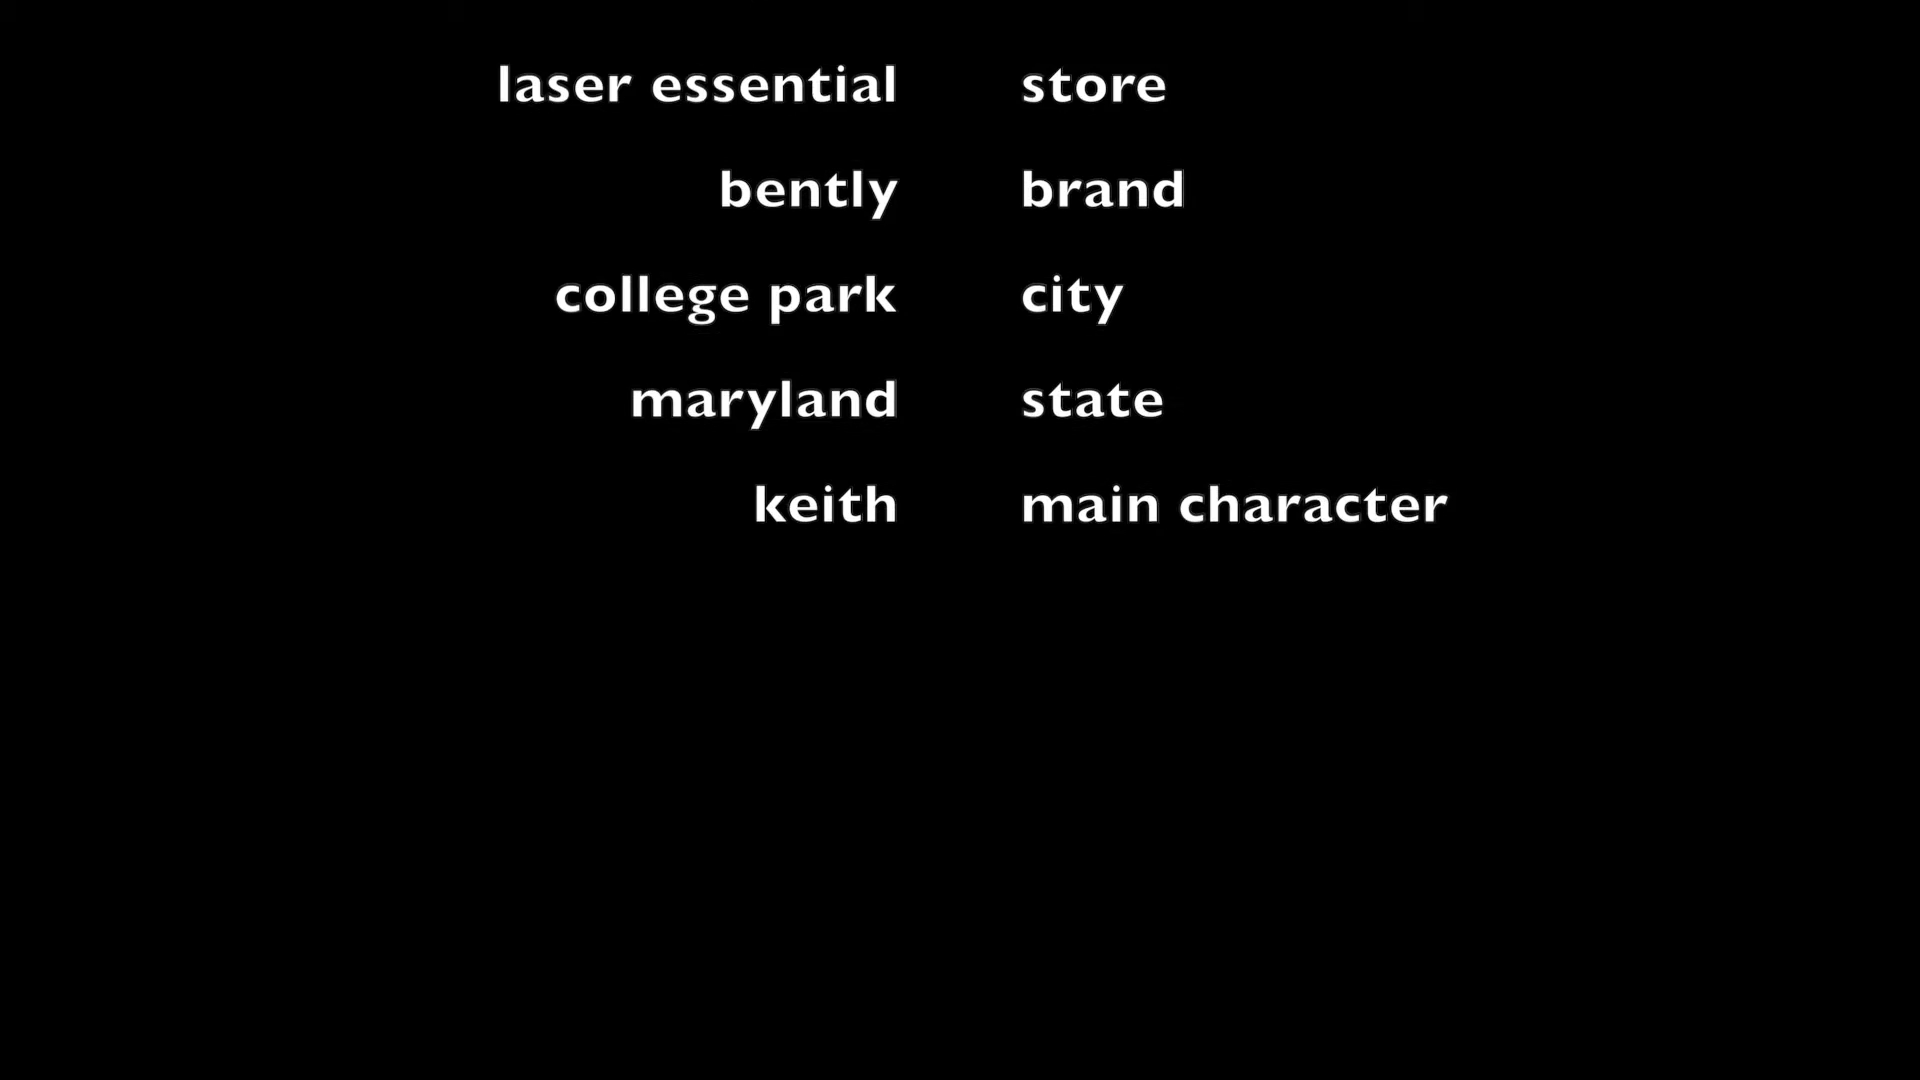 laser essential store
bently brand
college park city
maryland state
keith main character